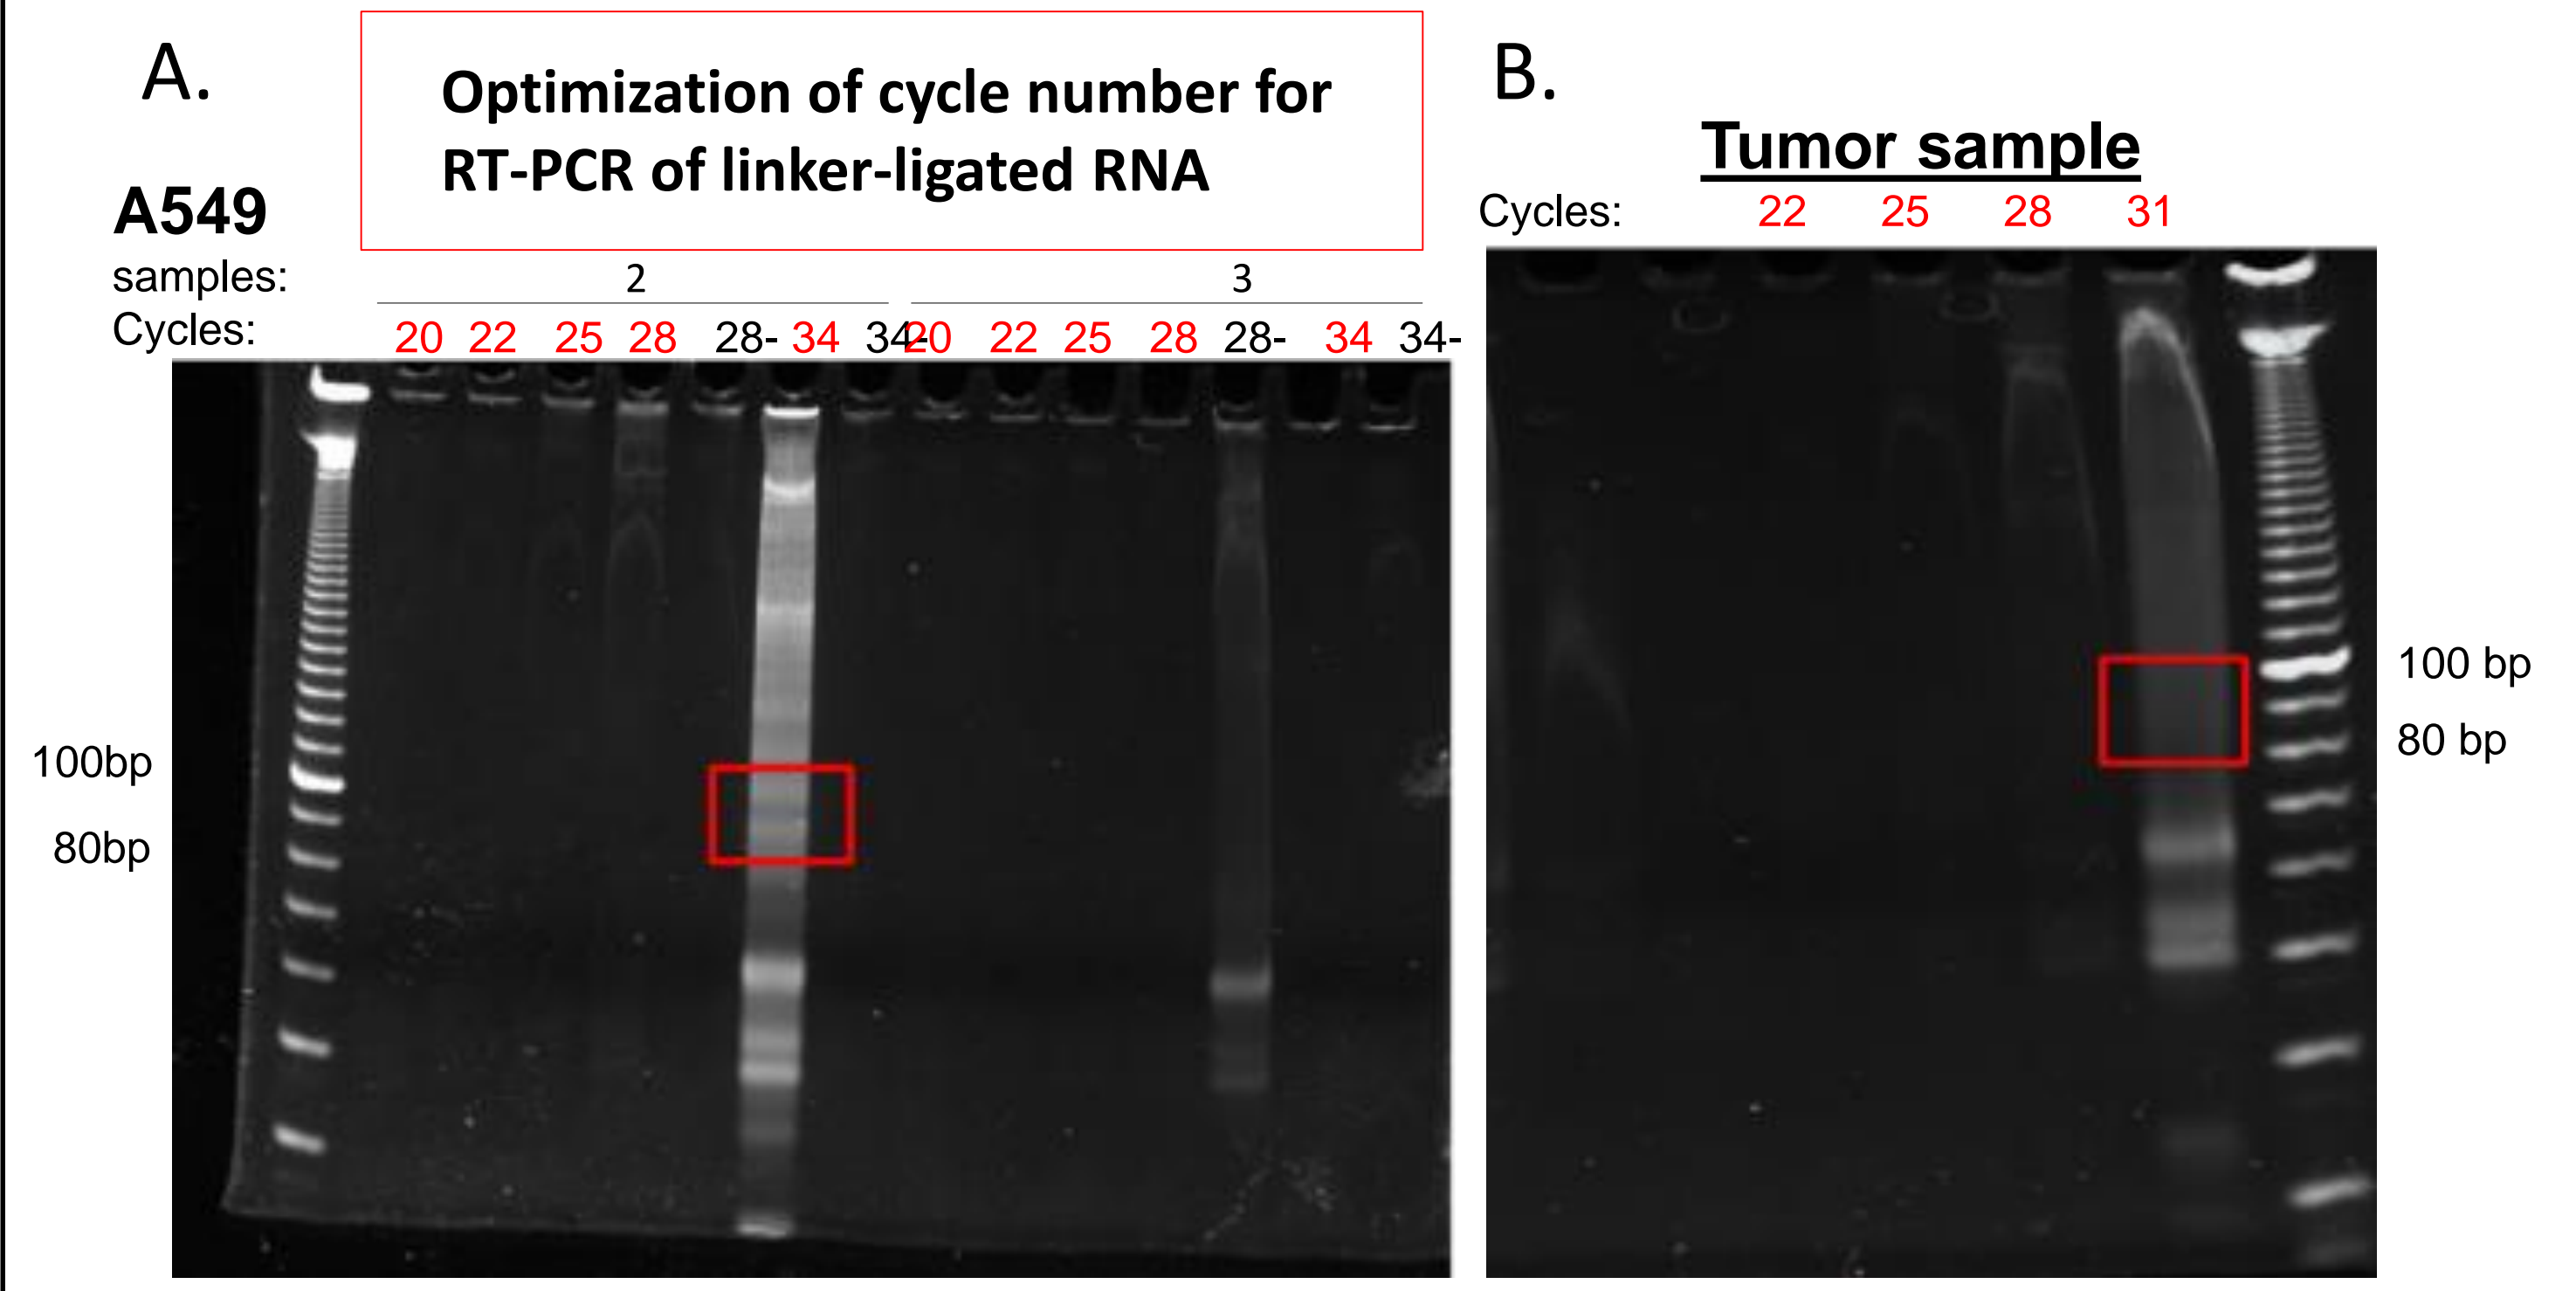 A.
Optimization of cycle number for
RT-PCR of linker-ligated RNA
A549
samples: 2 3
Cycles: 20 22 25 28 28- 34 34- 20 22 25 28 28- 34 34-
100bp
80bp
B.
Tumor sample
Cycles: 22 25 28 31
100 bp
80 bp